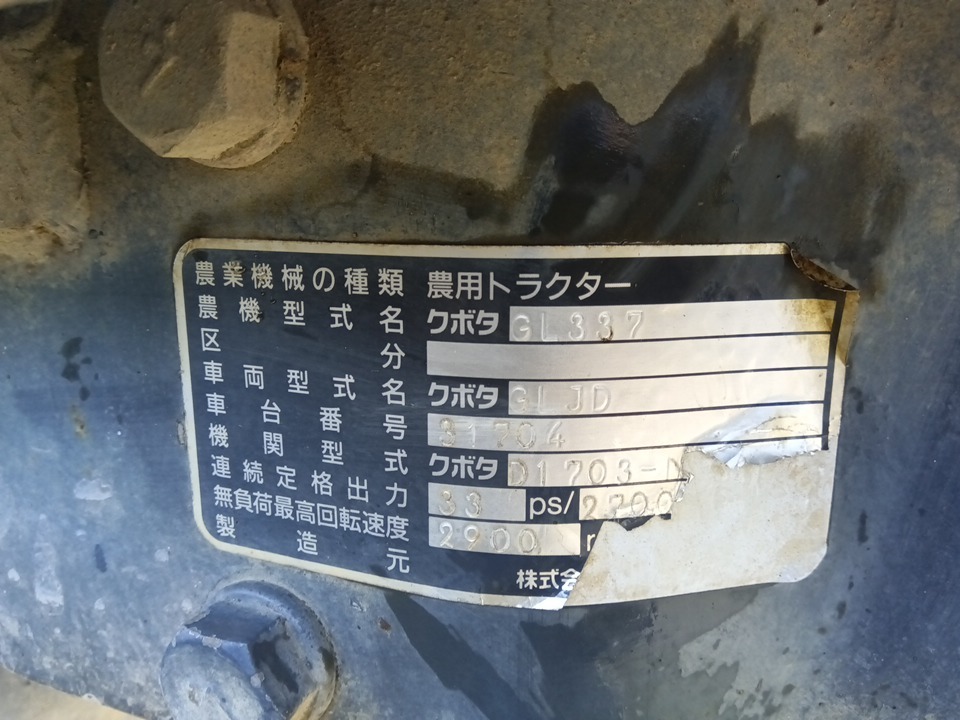 農業機械の種類 農用トラクター
農機型式名 クボタ GL337
区分
車両型式名 クボタ GLJD
車台番号 31704
機関型式 クボタ D1703-
連続定格出力 33 ps/2700
無負荷最高回転速度 2900 r
製造元 株式会